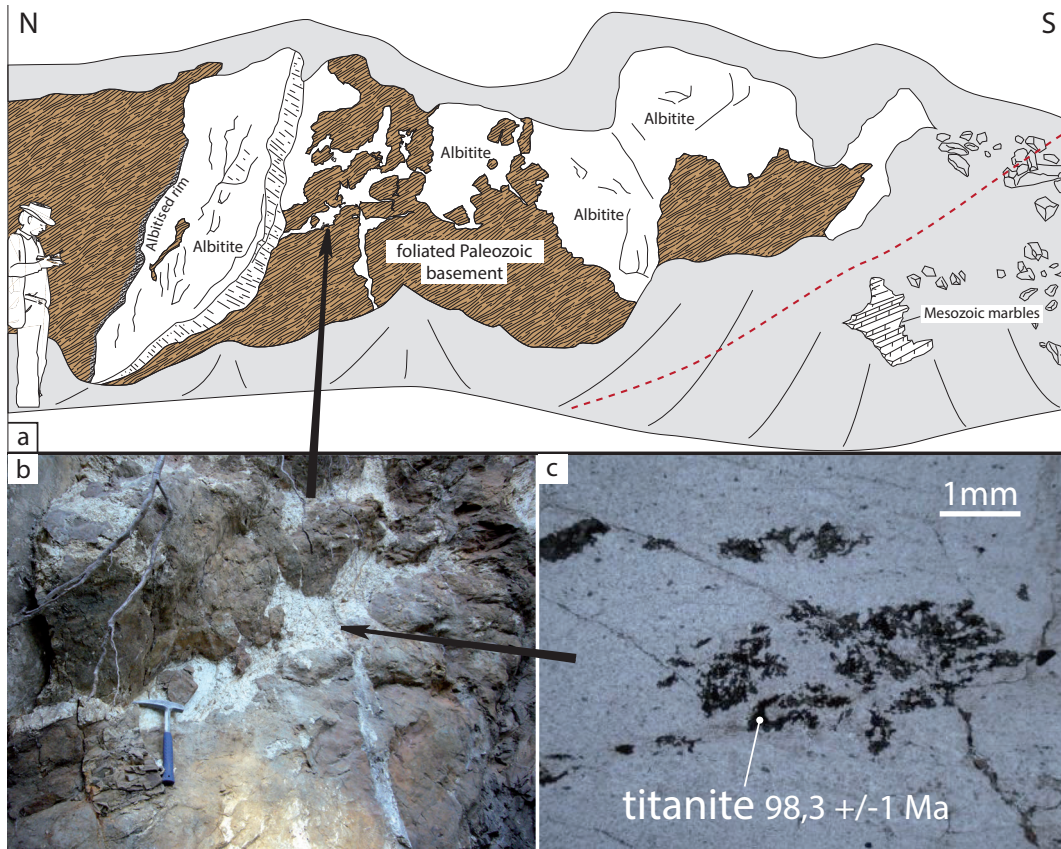 N
S
Albitised rim
Albitite
Albitite
Albitite
Albitite
foliated Paleozoic
basement
Mesozoic marbles
a
b
c
1mm
titanite 98,3 +/-1 Ma